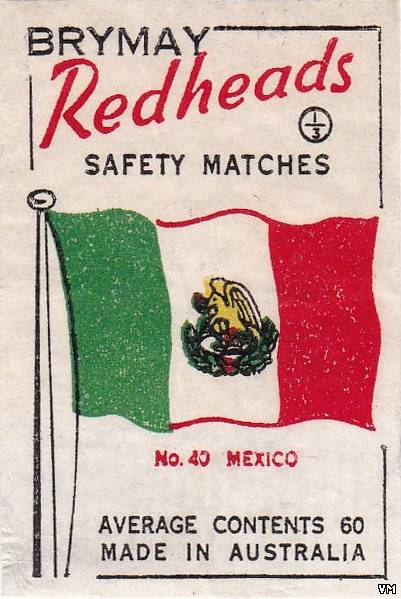 BRYMAY
Redheads
1/3
SAFETY MATCHES
No. 40 MEXICO
AVERAGE CONTENTS 60
MADE IN AUSTRALIA
VM